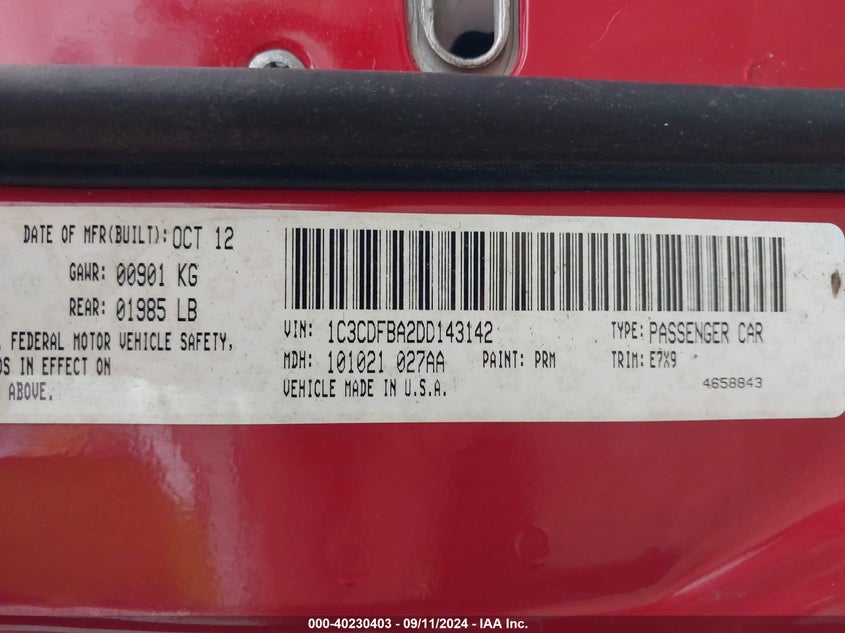 DATE OF MFR(BUILT): OCT 12
GAWR: 00901 KG
REAR: 01985 LB
FEDERAL MOTOR VEHICLE SAFETY,
IN EFFECT ON
ABOVE.
VIN: 1C3CDFBA2DD143142 TYPE: PASSENGER CAR
MDH: 101021 027AA PAINT: PRM TRIM: E7X9
VEHICLE MADE IN U.S.A.
4658843
000-40230403 - 09/11/2024 - IAA Inc.